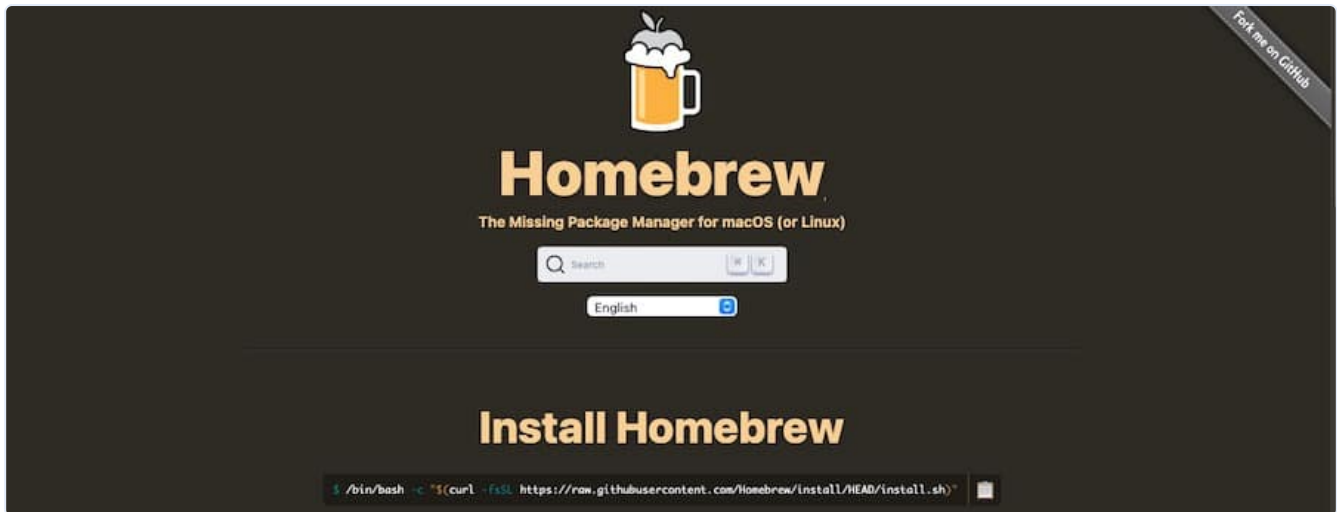 Fork me on GitHub
Homebrew
The Missing Package Manager for macOS (or Linux)
Search ⌘ K
English
Install Homebrew
$ /bin/bash -c "$(curl -fsSL https://raw.githubusercontent.com/Homebrew/install/HEAD/install.sh)"